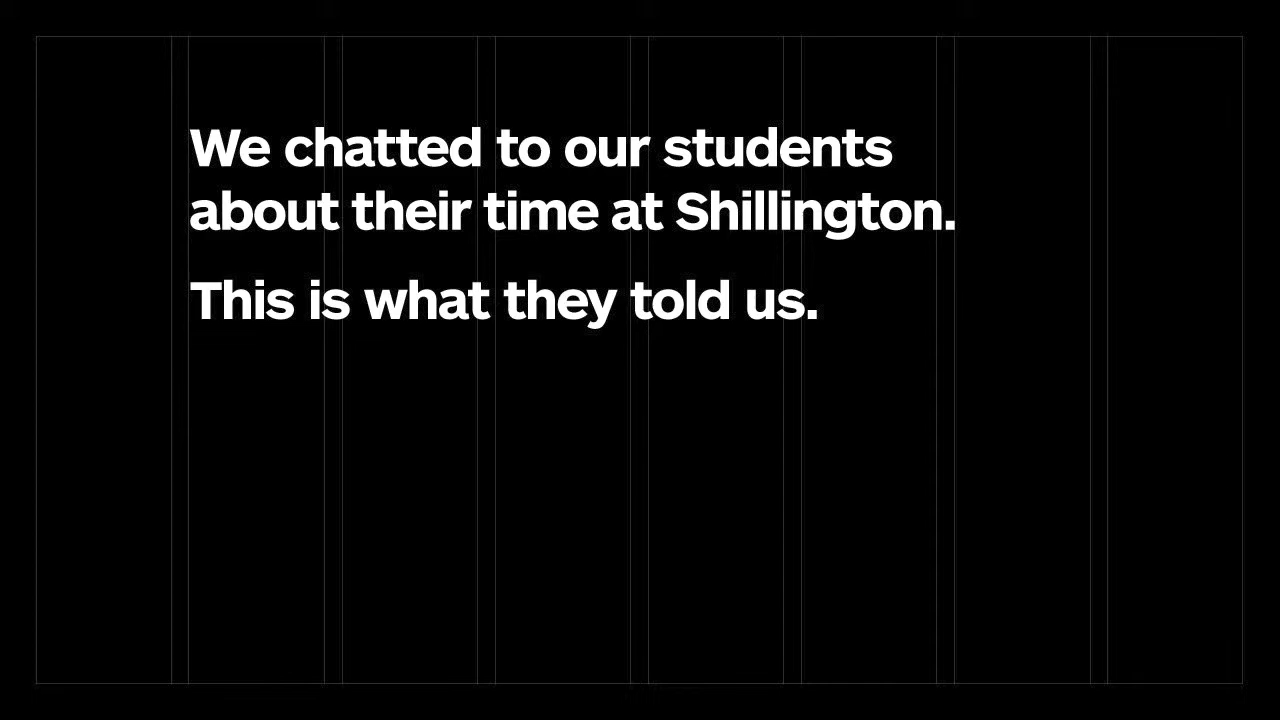 We chatted to our students
about their time at Shillington.
This is what they told us.